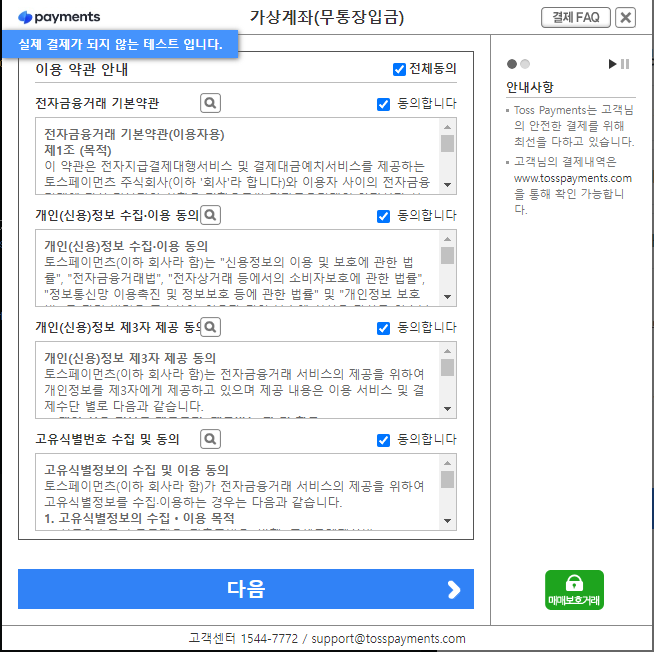 payments
가상계좌(무통장입금)
결제 FAQ
실제 결제가 되지 않는 테스트 입니다.
이용 약관 안내
전체동의
전자금융거래 기본약관
동의합니다
전자금융거래 기본약관(이용자용)
제1조 (목적)
이 약관은 전자지급결제대행서비스 및 결제대금예치서비스를 제공하는
토스페이먼츠 주식회사(이하 '회사'라 합니다)와 이용자 사이의 전자금융
개인(신용)정보 수집·이용 동의
동의합니다
개인(신용)정보 수집·이용 동의
토스페이먼츠(이하 회사라 함)는 "신용정보의 이용 및 보호에 관한 법
률", "전자금융거래법", "전자상거래 등에서의 소비자보호에 관한 법률",
"정보통신망 이용촉진 및 정보보호 등에 관한 법률" 및 "개인정보 보호
개인(신용)정보 제3자 제공
동의합니다
개인(신용)정보 제3자 제공 동의
토스페이먼츠(이하 회사라 함)는 전자금융거래 서비스의 제공을 위하여
개인정보를 제3자에게 제공하고 있으며 제공 내용은 이용 서비스 및 결
제수단 별로 다음과 같습니다.
고유식별번호 수집 및 동의
동의합니다
고유식별정보의 수집 및 이용 동의
토스페이먼츠(이하 회사라 함)가 전자금융거래 서비스의 제공을 위하여
고유식별정보를 수집·이용하는 경우는 다음과 같습니다.
1. 고유식별정보의 수집・이용 목적
다음
안내사항
Toss Payments는 고객님
의 안전한 결제를 위해
최선을 다하고 있습니다.
고객님의 결제내역은
www.tosspayments.com
을 통해 확인 가능합니
다.
매매보호거래
고객센터 1544-7772 / support@tosspayments.com